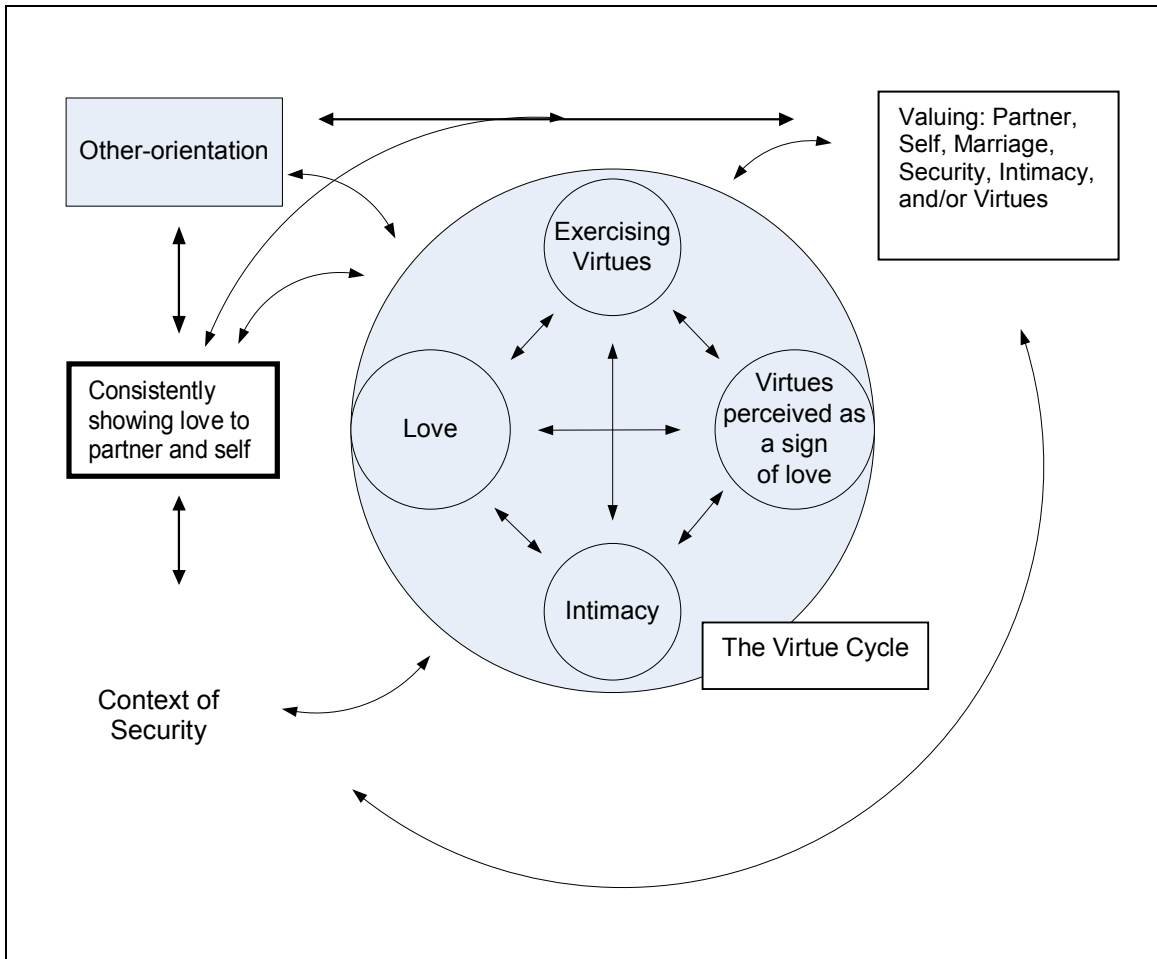 Other-orientation
Valuing: Partner,
Self, Marriage,
Security, Intimacy,
and/or Virtues
Exercising
Virtues
Consistently
showing love to
partner and self
Love
Virtues
perceived as
a sign
of love
Intimacy
The Virtue Cycle
Context of
Security